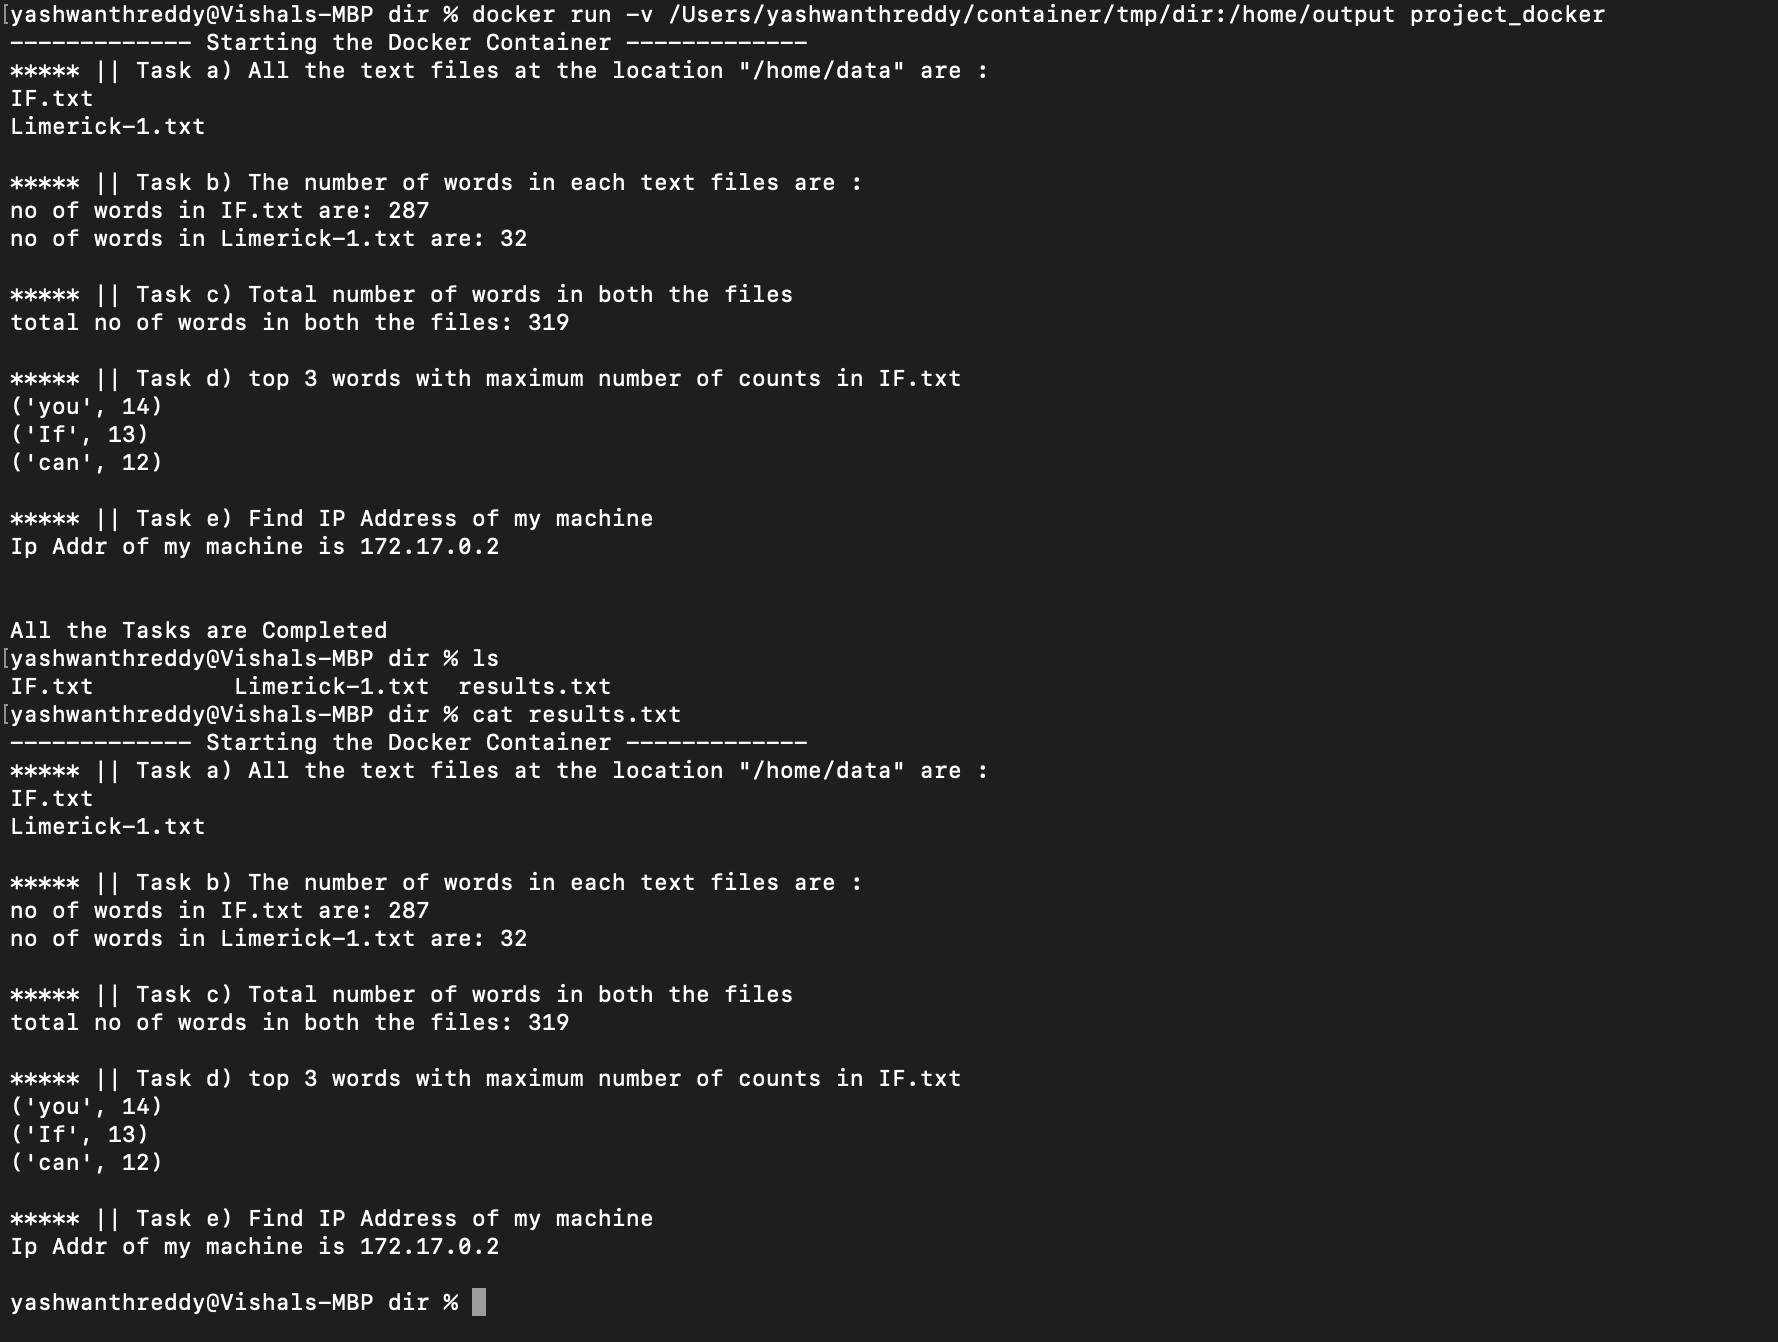 [yashwanthreddy@Vishals-MBP dir % docker run -v /Users/yashwanthreddy/container/tmp/dir:/home/output project_docker
------------- Starting the Docker Container -------------
***** || Task a) All the text files at the location "/home/data" are :
IF.txt
Limerick-1.txt

***** || Task b) The number of words in each text files are :
no of words in IF.txt are: 287
no of words in Limerick-1.txt are: 32

***** || Task c) Total number of words in both the files
total no of words in both the files: 319

***** || Task d) top 3 words with maximum number of counts in IF.txt
('you', 14)
('If', 13)
('can', 12)

***** || Task e) Find IP Address of my machine
Ip Addr of my machine is 172.17.0.2


All the Tasks are Completed
[yashwanthreddy@Vishals-MBP dir % ls
IF.txt          Limerick-1.txt  results.txt
[yashwanthreddy@Vishals-MBP dir % cat results.txt
------------- Starting the Docker Container -------------
***** || Task a) All the text files at the location "/home/data" are :
IF.txt
Limerick-1.txt

***** || Task b) The number of words in each text files are :
no of words in IF.txt are: 287
no of words in Limerick-1.txt are: 32

***** || Task c) Total number of words in both the files
total no of words in both the files: 319

***** || Task d) top 3 words with maximum number of counts in IF.txt
('you', 14)
('If', 13)
('can', 12)

***** || Task e) Find IP Address of my machine
Ip Addr of my machine is 172.17.0.2

yashwanthreddy@Vishals-MBP dir %